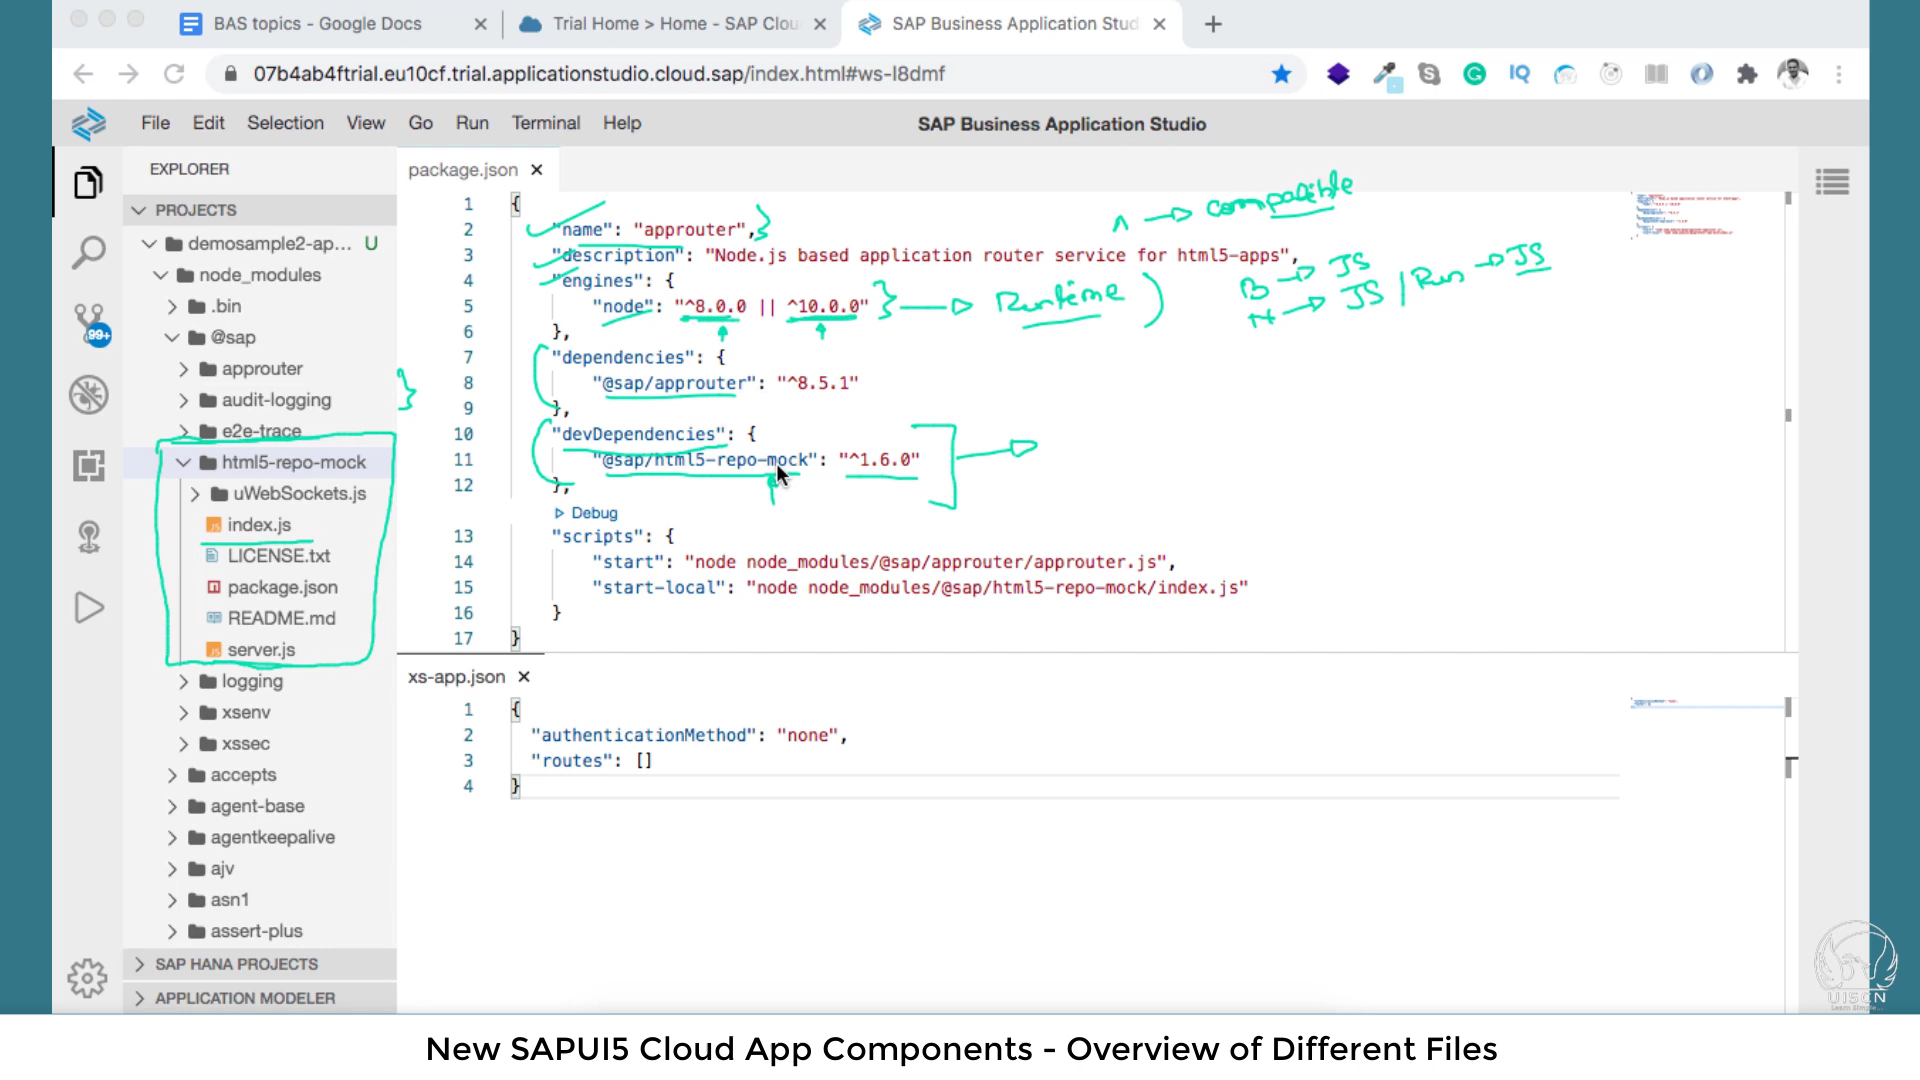 BAS topics - Google Docs
Trial Home > Home - SAP Clou
SAP Business Application Stud
07b4ab4ftrial.eu10cf.trial.applicationstudio.cloud.sap/index.html#ws-l8dmf
IQ
File Edit Selection View Go Run Terminal Help
SAP Business Application Studio
EXPLORER
PROJECTS
demosample2-ap... U
node_modules
.bin
@sap
approuter
audit-logging
e2e-trace
html5-repo-mock
uWebSockets.js
index.js
LICENSE.txt
package.json
README.md
server.js
logging
xsenv
xssec
accepts
agent-base
agentkeepalive
ajv
asn1
assert-plus
SAP HANA PROJECTS
APPLICATION MODELER
99+
package.json
1 {
2 "name": "approuter",
3 "description": "Node.js based application router service for html5-apps",
4 "engines": {
5 "node": "^8.0.0 || ^10.0.0"
6 },
7 "dependencies": {
8 "@sap/approuter": "^8.5.1"
9 },
10 "devDependencies": {
11 "@sap/html5-repo-mock": "^1.6.0"
12 },
Debug
13 "scripts": {
14 "start": "node node_modules/@sap/approuter/approuter.js",
15 "start-local": "node node_modules/@sap/html5-repo-mock/index.js"
16 }
17 }
^ → compatible
} → Runtime )
B → JS
N → JS | Run → JS
xs-app.json
1 {
2 "authenticationMethod": "none",
3 "routes": []
4 }
UI5CN
Learn Simple...
New SAPUI5 Cloud App Components - Overview of Different Files